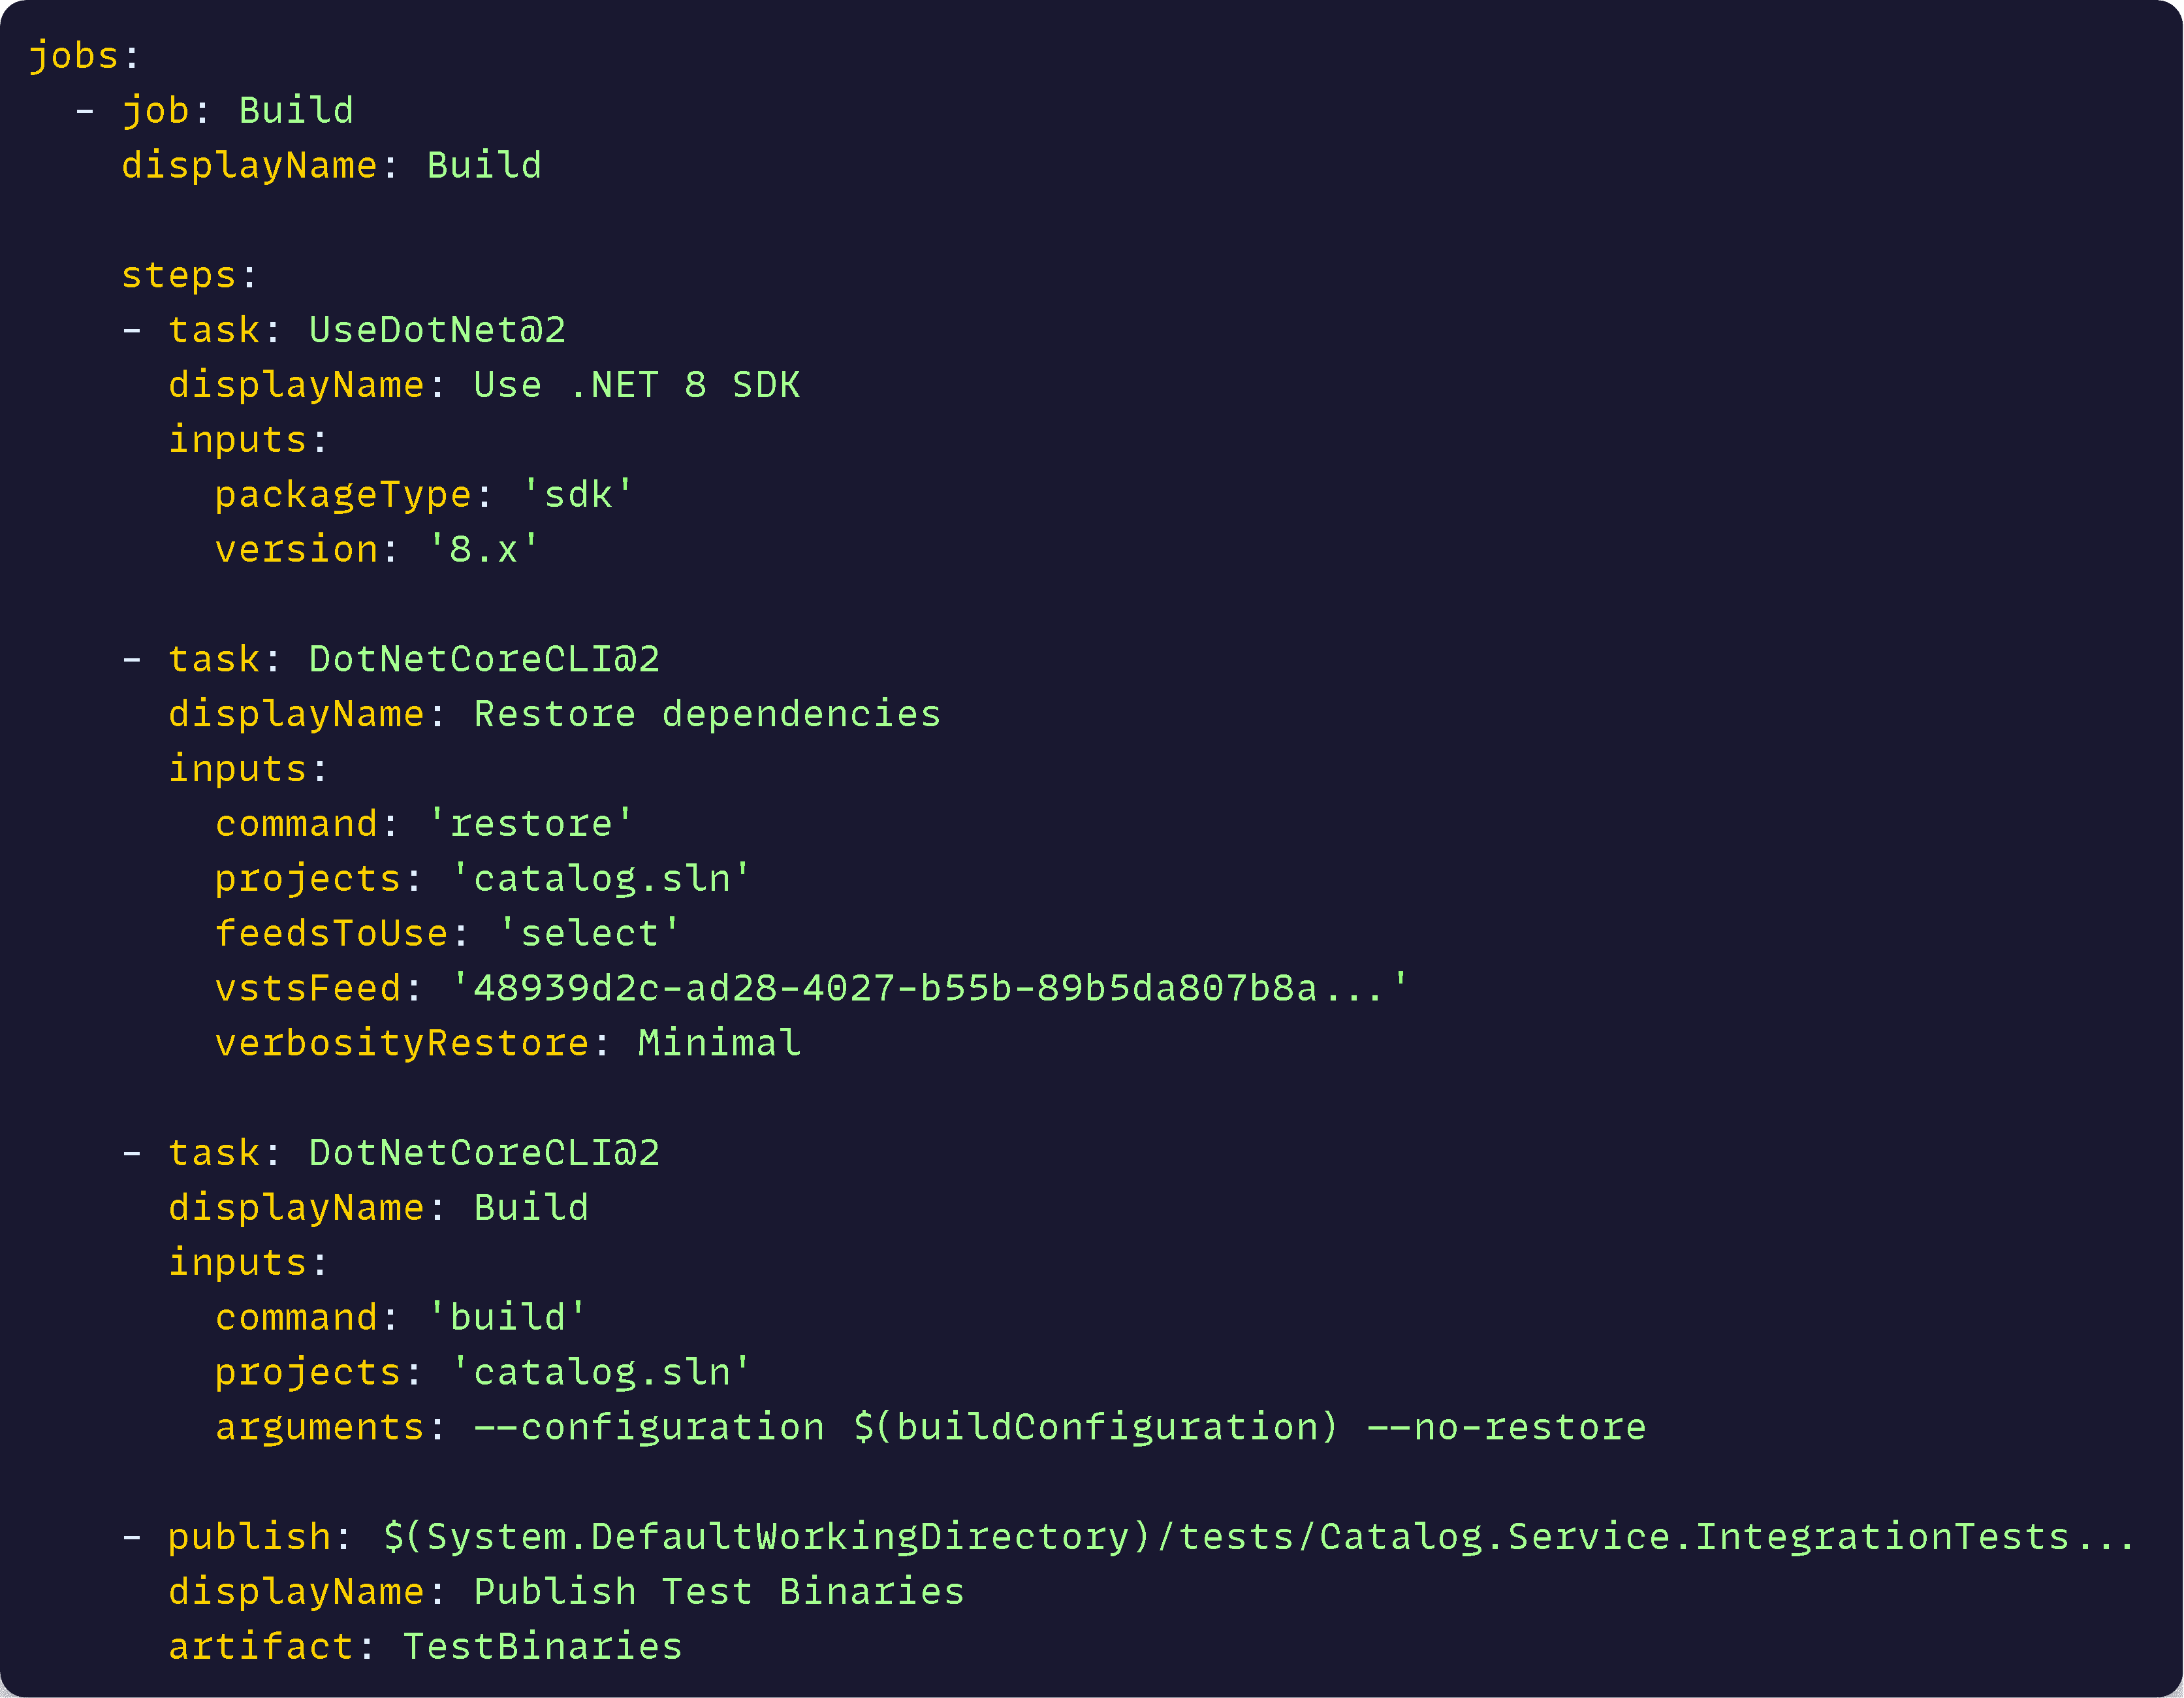 jobs:
  - job: Build
    displayName: Build

    steps:
    - task: UseDotNet@2
      displayName: Use .NET 8 SDK
      inputs:
        packageType: 'sdk'
        version: '8.x'

    - task: DotNetCoreCLI@2
      displayName: Restore dependencies
      inputs:
        command: 'restore'
        projects: 'catalog.sln'
        feedsToUse: 'select'
        vstsFeed: '48939d2c-ad28-4027-b55b-89b5da807b8a...'
        verbosityRestore: Minimal

    - task: DotNetCoreCLI@2
      displayName: Build
      inputs:
        command: 'build'
        projects: 'catalog.sln'
        arguments: --configuration $(buildConfiguration) --no-restore

    - publish: $(System.DefaultWorkingDirectory)/tests/Catalog.Service.IntegrationTests...
      displayName: Publish Test Binaries
      artifact: TestBinaries